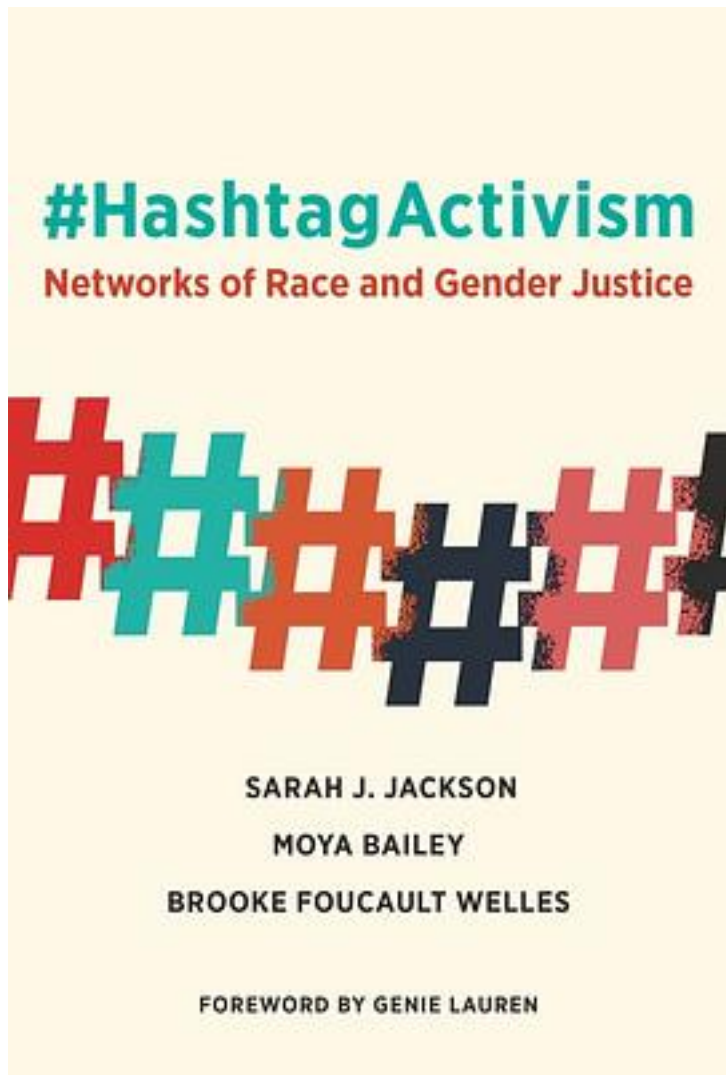 #HashtagActivism
Networks of Race and Gender Justice
######
SARAH J. JACKSON
MOYA BAILEY
BROOKE FOUCAULT WELLES
FOREWORD BY GENIE LAUREN